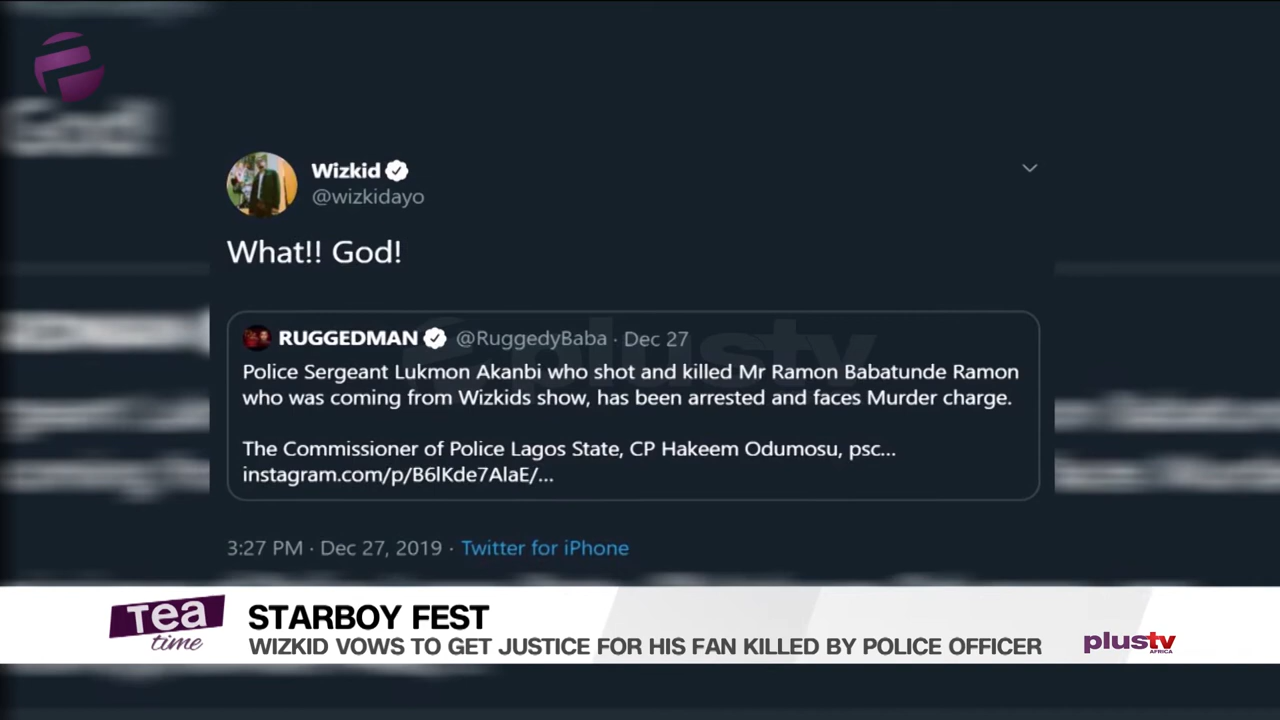 Wizkid
@wizkidayo
What!! God!
RUGGEDMAN @RuggedyBaba · Dec 27
Police Sergeant Lukmon Akanbi who shot and killed Mr Ramon Babatunde Ramon
who was coming from Wizkids show, has been arrested and faces Murder charge.
The Commissioner of Police Lagos State, CP Hakeem Odumosu, psc...
instagram.com/p/B6lKde7AlaE/...
3:27 PM · Dec 27, 2019 · Twitter for iPhone
plustv
Tea
time
STARBOY FEST
WIZKID VOWS TO GET JUSTICE FOR HIS FAN KILLED BY POLICE OFFICER
plustv
AFRICA